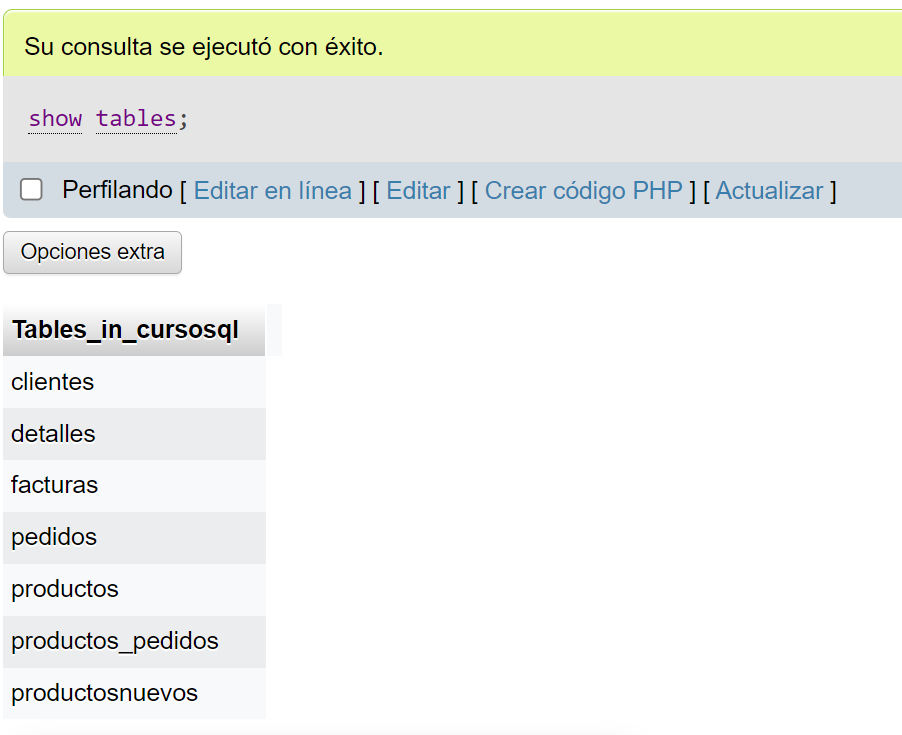 Su consulta se ejecutó con éxito.
show tables;
Perfilando [ Editar en línea ] [ Editar ] [ Crear código PHP ] [ Actualizar ]
Opciones extra
Tables_in_cursosql
clientes
detalles
facturas
pedidos
productos
productos_pedidos
productosnuevos